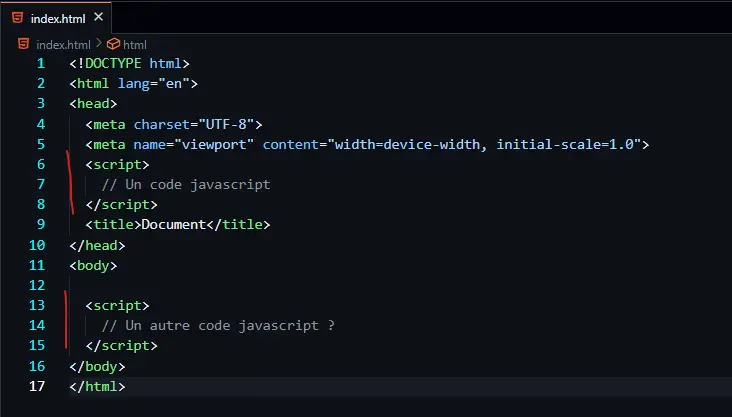 index.html
index.html > html
1 <!DOCTYPE html>
2 <html lang="en">
3 <head>
4 <meta charset="UTF-8">
5 <meta name="viewport" content="width=device-width, initial-scale=1.0">
6 <script>
7 // Un code javascript
8 </script>
9 <title>Document</title>
10 </head>
11 <body>
12
13 <script>
14 // Un autre code javascript ?
15 </script>
16 </body>
17 </html>